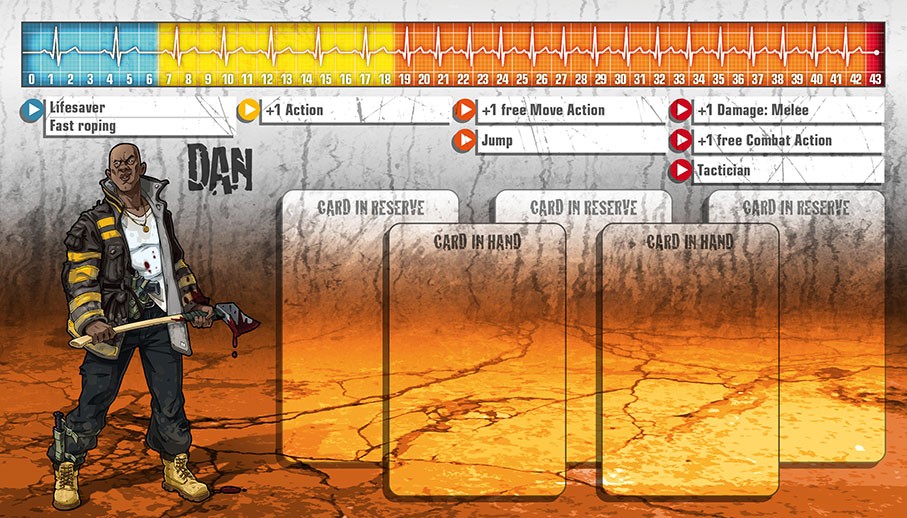 0 1 2 3 4 5 6 7 8 9 10 11 12 13 14 15 16 17 18 19 20 21 22 23 24 25 26 27 28 29 30 31 32 33 34 35 36 37 38 39 40 41 42 43
Lifesaver
Fast roping
+1 Action
+1 free Move Action
Jump
+1 Damage: Melee
+1 free Combat Action
Tactician
DAN
CARD IN RESERVE
CARD IN RESERVE
CARD IN RESERVE
CARD IN HAND
CARD IN HAND